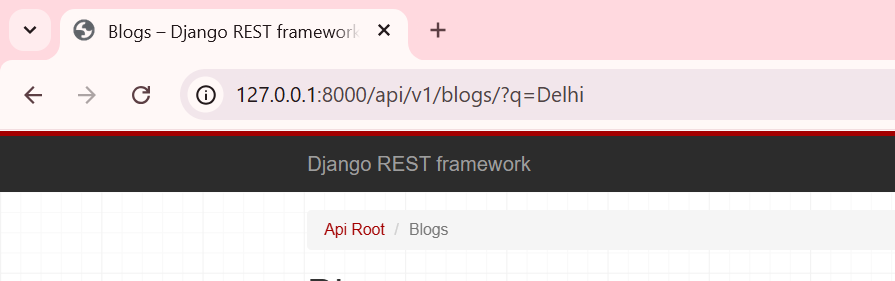 Blogs – Django REST framework
127.0.0.1:8000/api/v1/blogs/?q=Delhi
Django REST framework
Api Root / Blogs